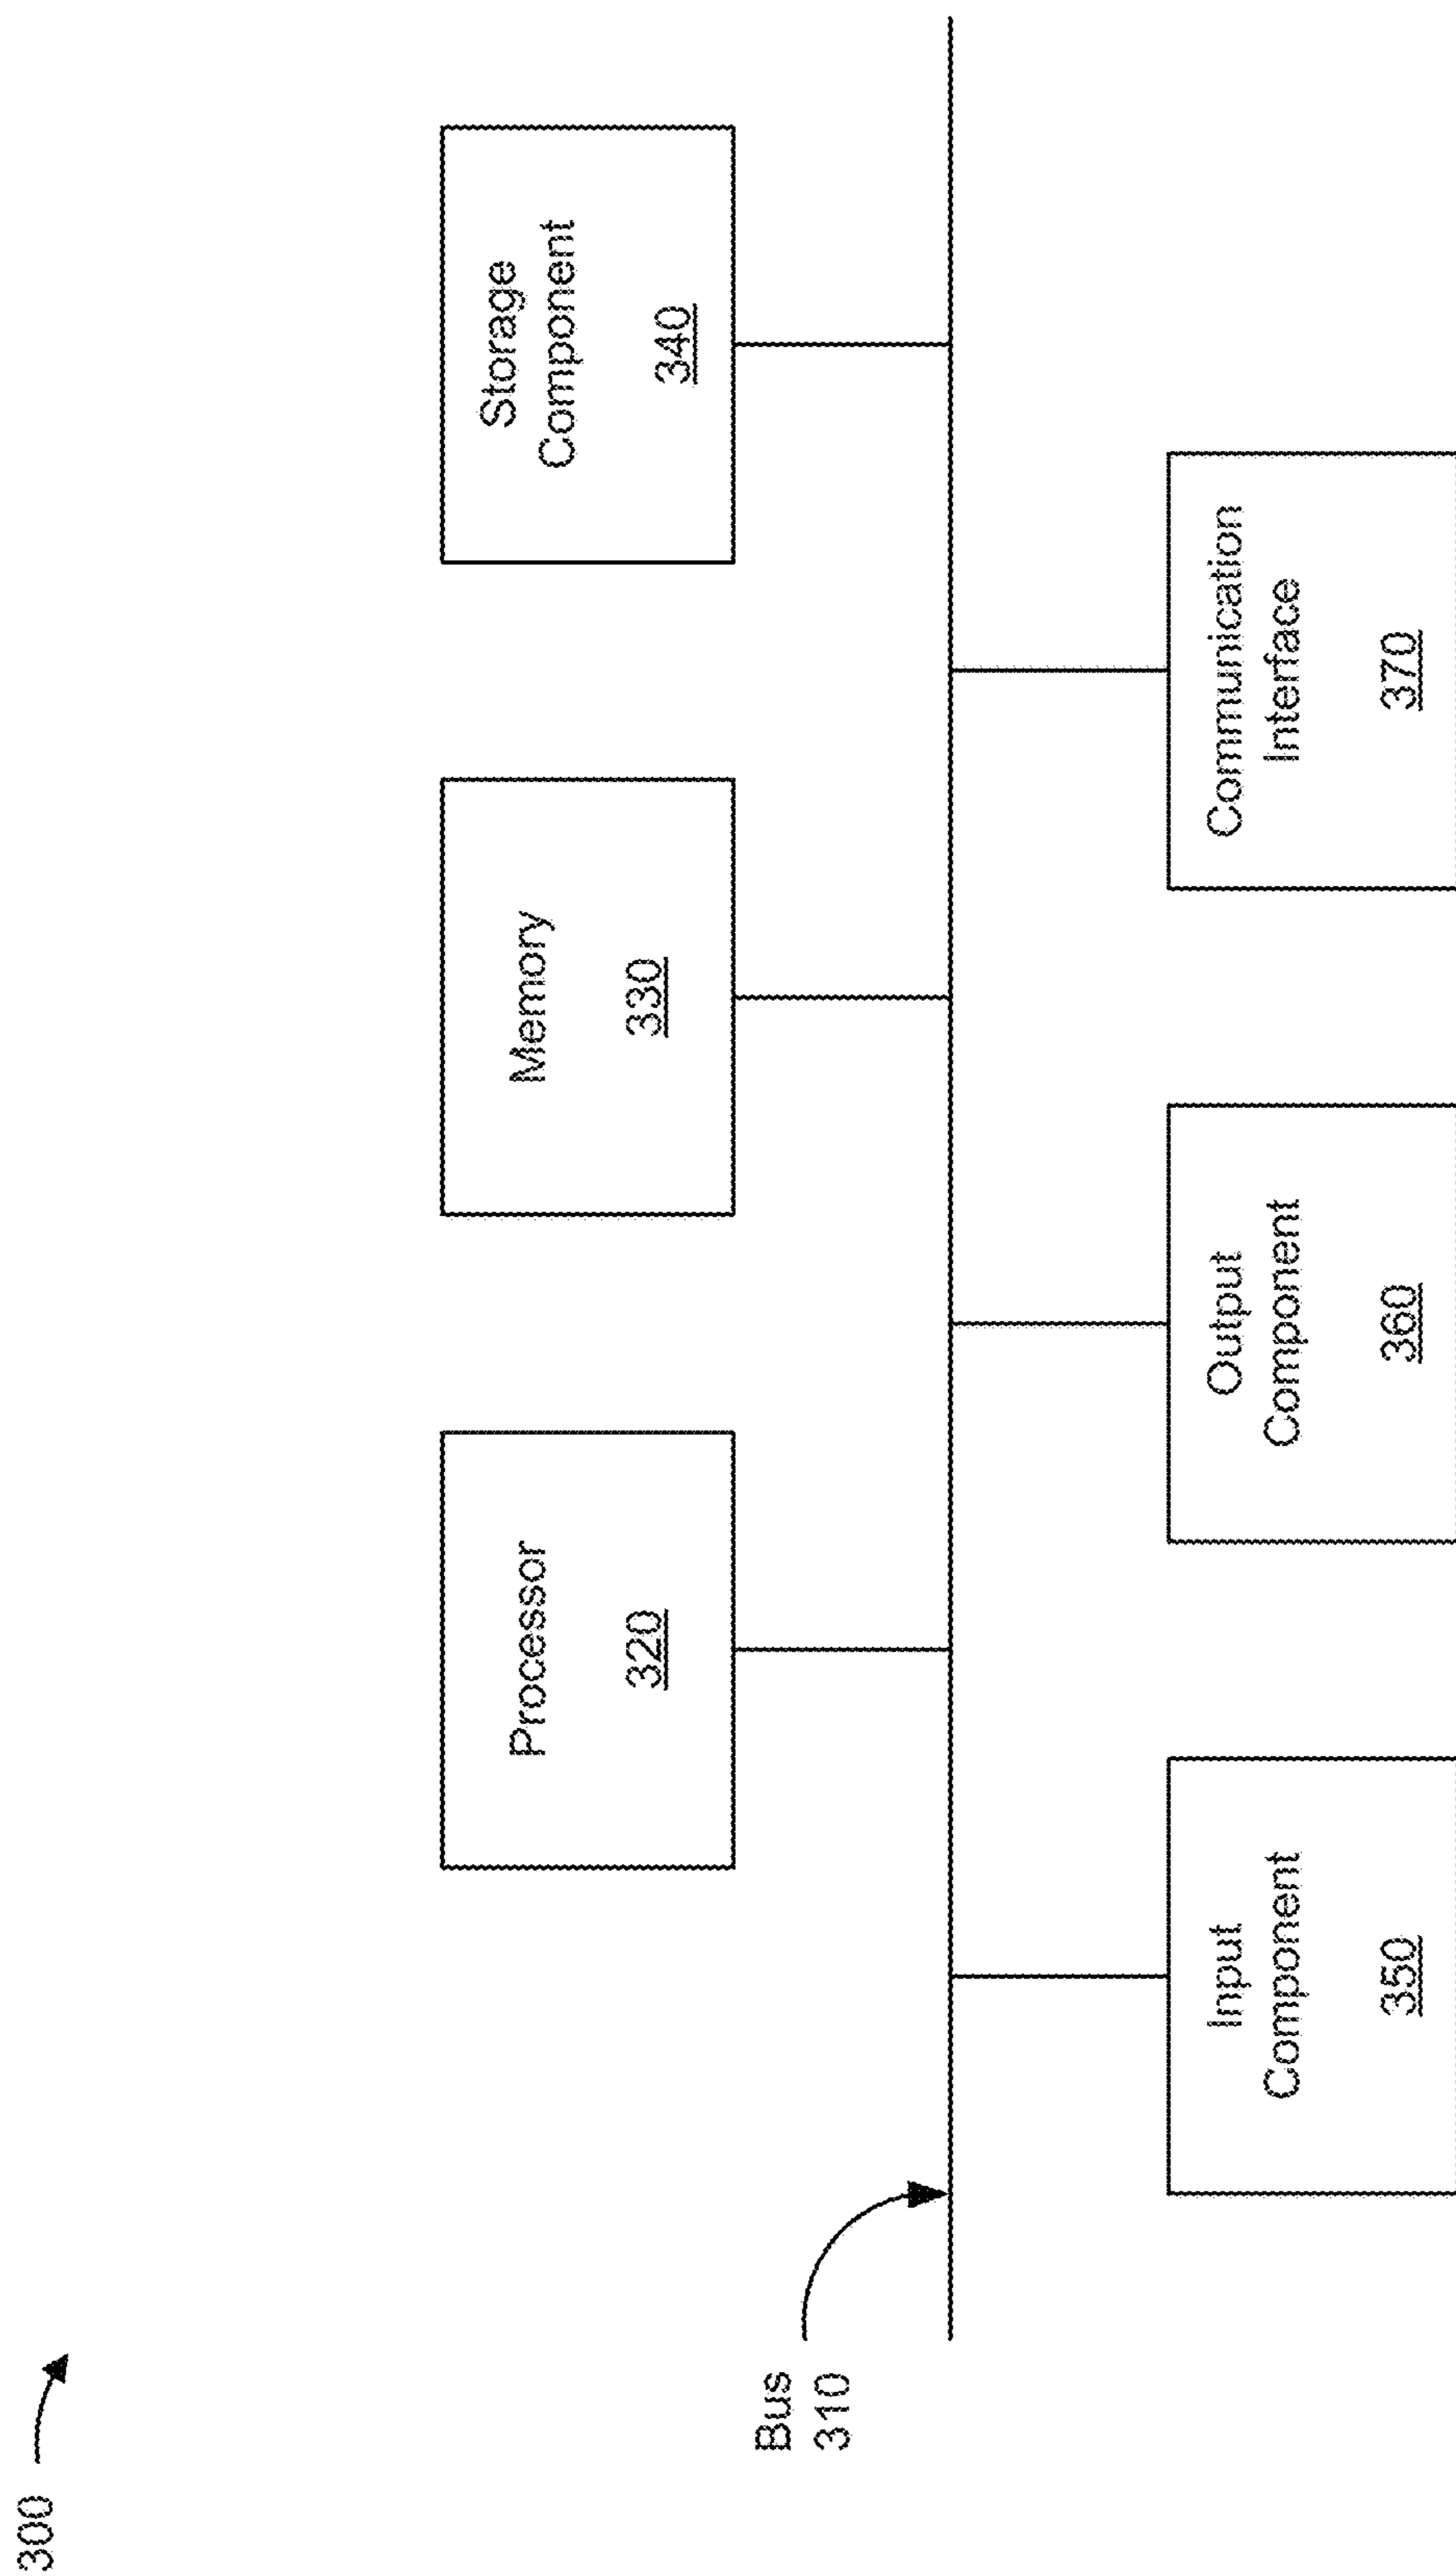 300
Processor
320
Memory
330
Storage
Component
340
Bus
310
Input
Component
350
Output
Component
360
Communication
Interface
370